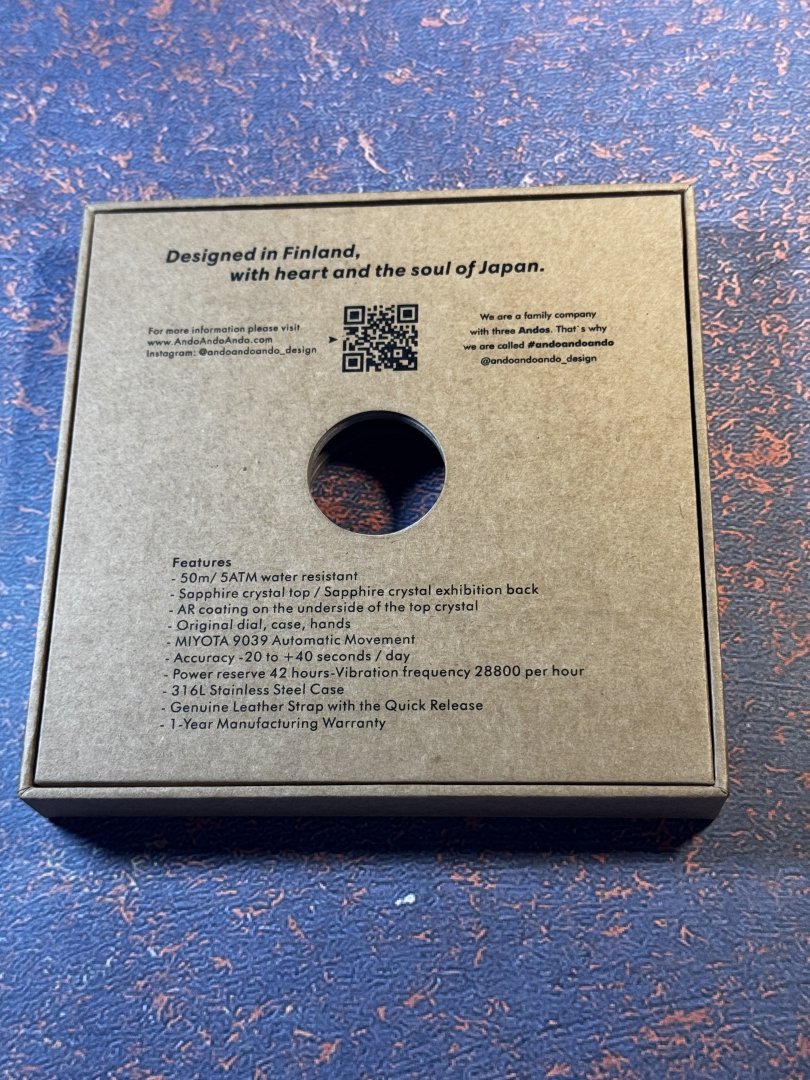 Designed in Finland,
with heart and the soul of Japan.
For more information please visit
www.AndoAndoAndo.com
Instagram: @andoandoando_design
We are a family company
with three Andos. That`s why
we are called #andoandoando
@andoandoando_design
Features
- 50m/ 5ATM water resistant
- Sapphire crystal top / Sapphire crystal exhibition back
- AR coating on the underside of the top crystal
- Original dial, case, hands
- MIYOTA 9039 Automatic Movement
- Accuracy -20 to +40 seconds / day
- Power reserve 42 hours-Vibration frequency 28800 per hour
- 316L Stainless Steel Case
- Genuine Leather Strap with the Quick Release
- 1-Year Manufacturing Warranty